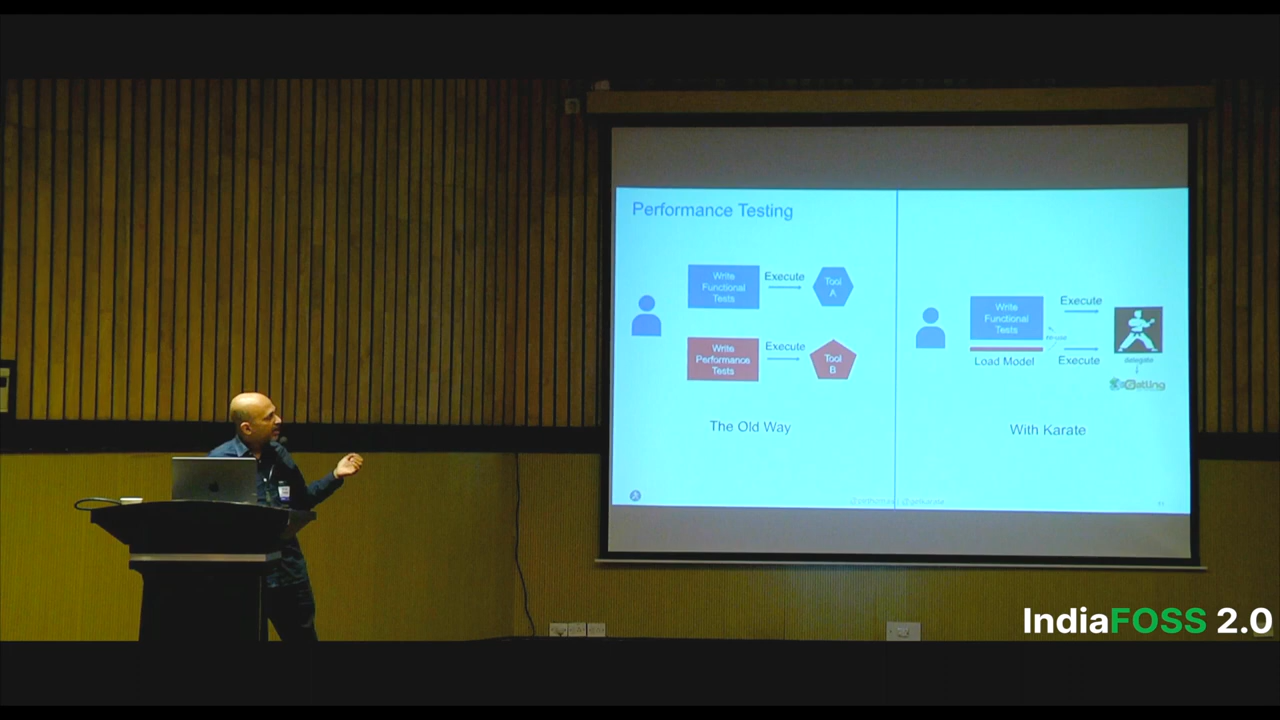 Performance Testing
Write
Functional
Tests
Execute
Tool
A
Write
Performance
Tests
Execute
Tool
B
The Old Way
Write
Functional
Tests
Execute
Load Model
Execute
delegate
Gatling
With Karate
IndiaFOSS 2.0